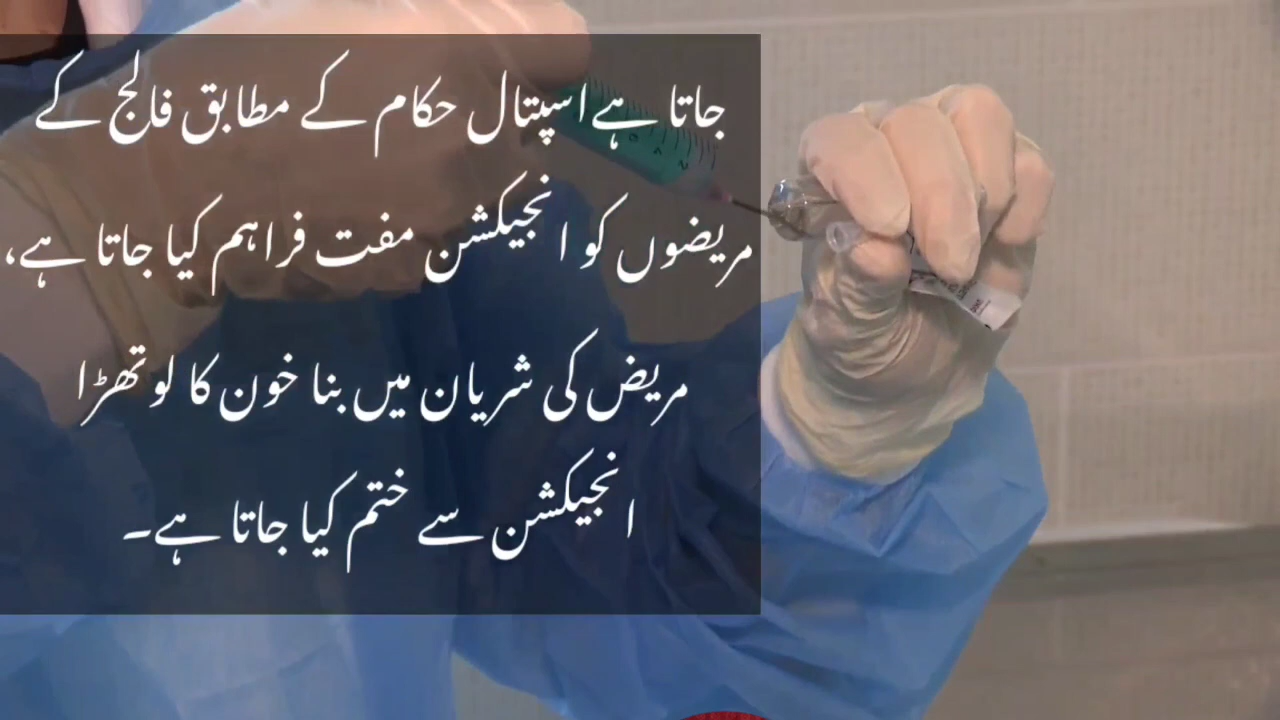 جاتا ہے اسپتال حکام کے مطابق فالج کے
مریضوں کو انجیکشن مفت فراہم کیا جاتا ہے،
مریض کی شریان میں بنا خون کا لوتھڑا
انجیکشن سے ختم کیا جاتا ہے۔